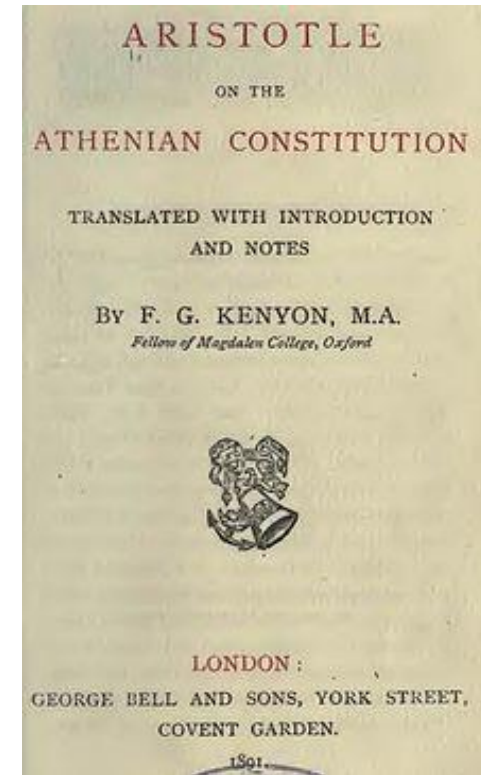 ARISTOTLE
ON THE
ATHENIAN CONSTITUTION
TRANSLATED WITH INTRODUCTION
AND NOTES
BY F. G. KENYON, M.A.
Fellow of Magdalen College, Oxford
LONDON:
GEORGE BELL AND SONS, YORK STREET,
COVENT GARDEN.
1891.